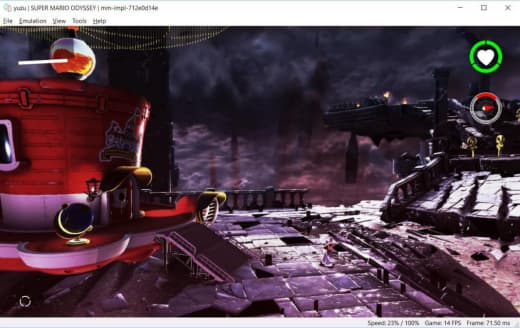 yuzu | SUPER MARIO ODYSSEY | mm-impl-712e0d14e
File Emulation View Tools Help
Speed: 23% / 100% Game: 14 FPS Frame: 71.50 ms